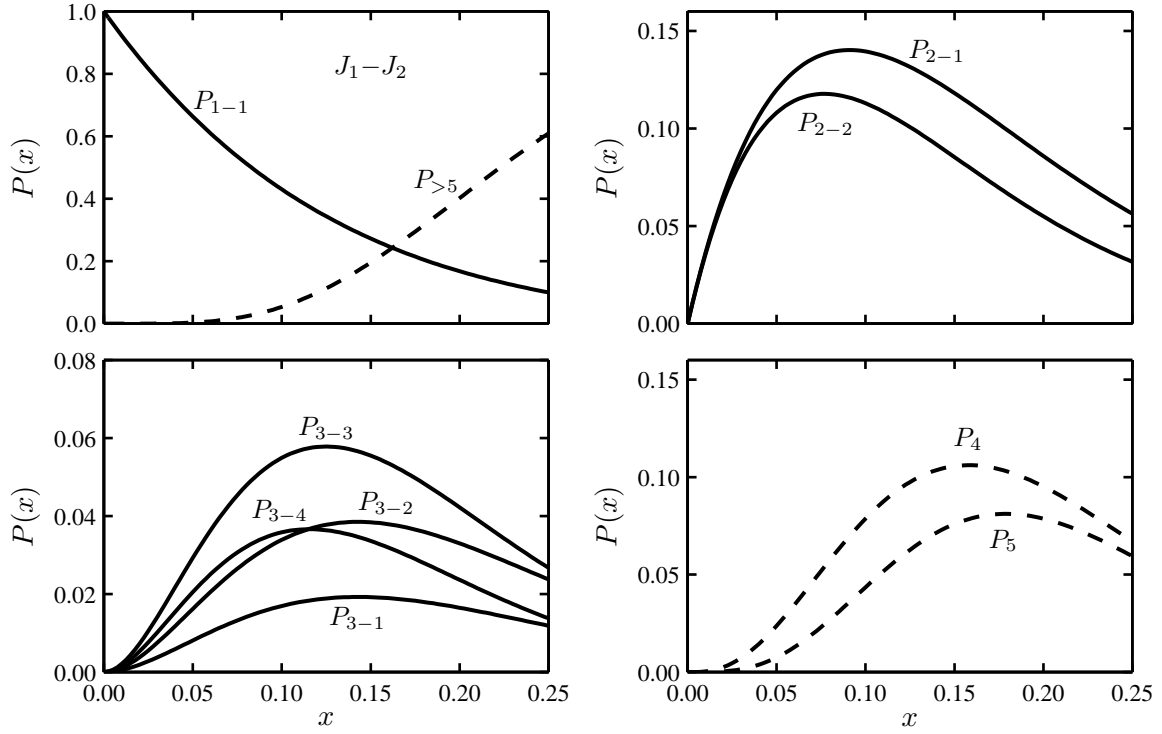 1.0
0.8
0.6
0.4
0.2
0.0
P(x)
J₁−J₂
P₁₋₁
P_{>5}
0.15
0.10
0.05
0.00
P(x)
P₂₋₁
P₂₋₂
0.08
0.06
0.04
0.02
0.00
P(x)
P₃₋₃
P₃₋₄
P₃₋₂
P₃₋₁
0.00 0.05 0.10 0.15 0.20 0.25
x
0.15
0.10
0.05
0.00
P(x)
P₄
P₅
0.00 0.05 0.10 0.15 0.20 0.25
x